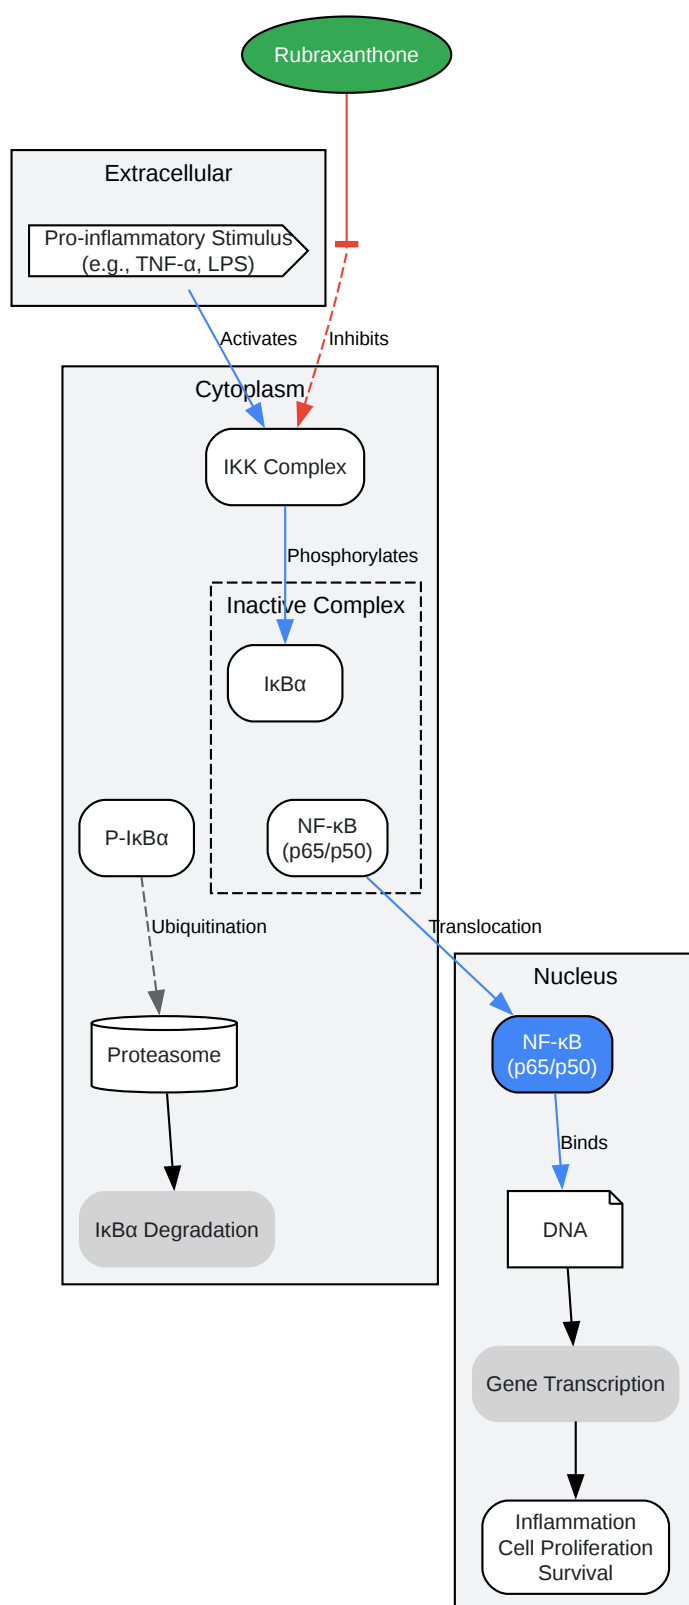 Rubraxanthone
Extracellular
Pro-inflammatory Stimulus
(e.g., TNF-α, LPS)
Activates
Inhibits
Cytoplasm
IKK Complex
Phosphorylates
Inactive Complex
IκBα
P-IκBα
NF-κB
(p65/p50)
Ubiquitination
Translocation
Nucleus
Proteasome
NF-κB
(p65/p50)
Binds
IκBα Degradation
DNA
Gene Transcription
Inflammation
Cell Proliferation
Survival